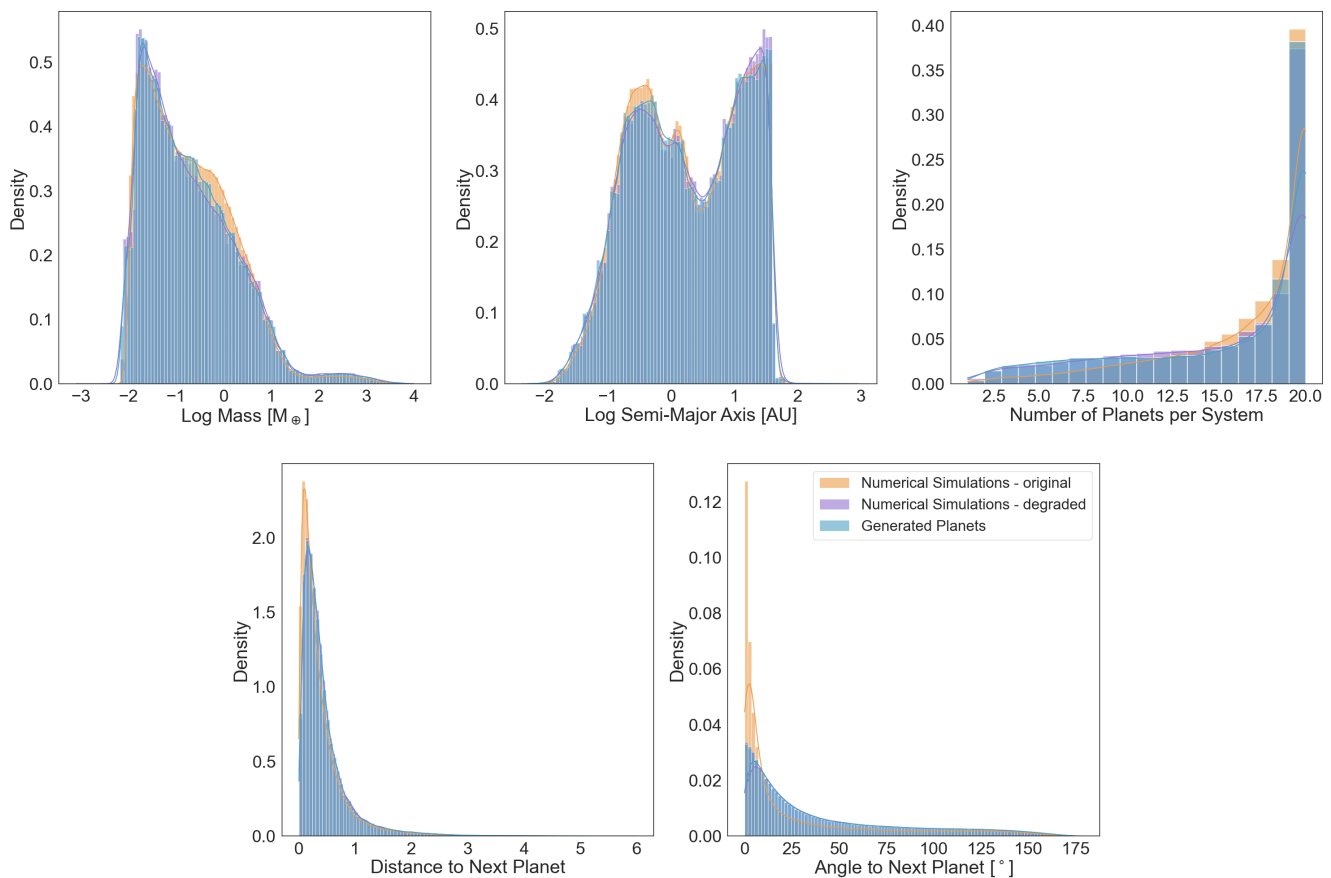 Density
0.0
0.1
0.2
0.3
0.4
0.5
−3 −2 −1 0 1 2 3 4
Log Mass [M⊕]
Density
0.0
0.1
0.2
0.3
0.4
0.5
−2 −1 0 1 2 3
Log Semi-Major Axis [AU]
Density
0.00
0.05
0.10
0.15
0.20
0.25
0.30
0.35
0.40
2.5 5.0 7.5 10.0 12.5 15.0 17.5 20.0
Number of Planets per System
Density
0.0
0.5
1.0
1.5
2.0
0 1 2 3 4 5 6
Distance to Next Planet
Density
0.00
0.02
0.04
0.06
0.08
0.10
0.12
0 25 50 75 100 125 150 175
Angle to Next Planet [°]
Numerical Simulations - original
Numerical Simulations - degraded
Generated Planets